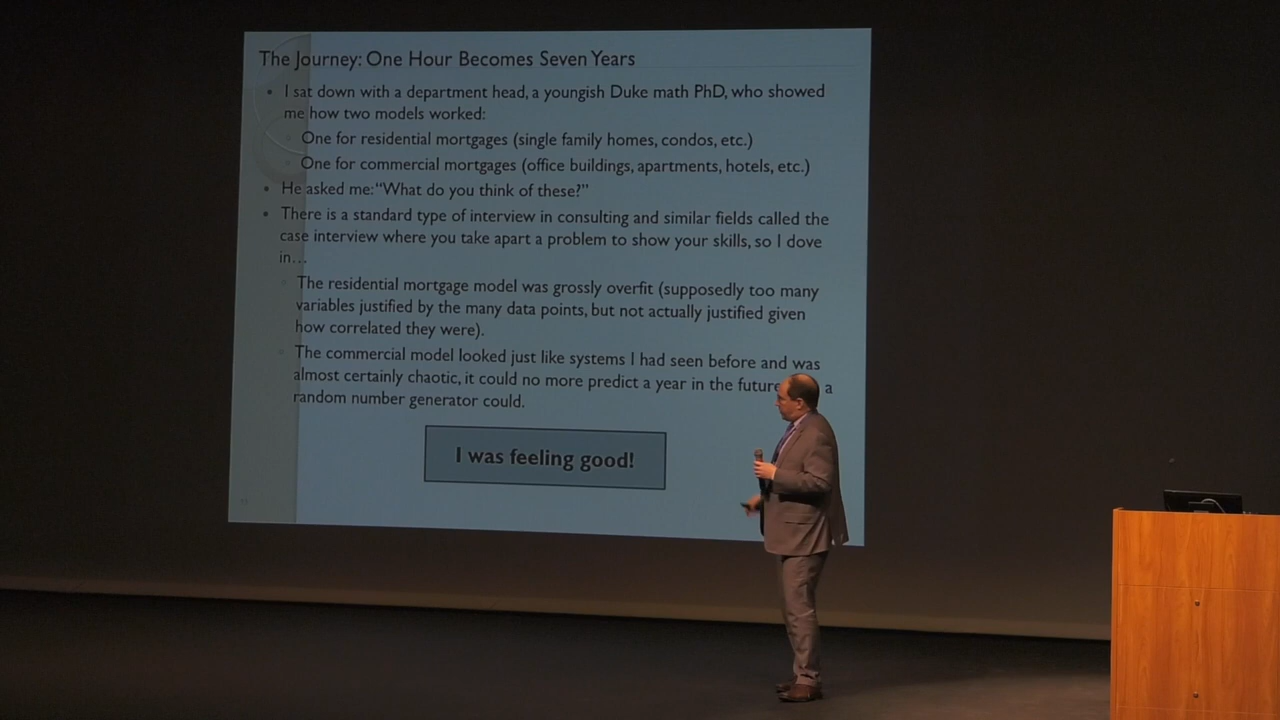 The Journey: One Hour Becomes Seven Years
• I sat down with a department head, a youngish Duke math PhD, who showed
me how two models worked:
One for residential mortgages (single family homes, condos, etc.)
One for commercial mortgages (office buildings, apartments, hotels, etc.)
• He asked me: “What do you think of these?”
• There is a standard type of interview in consulting and similar fields called the
case interview where you take apart a problem to show your skills, so I dove
in…
The residential mortgage model was grossly overfit (supposedly too many
variables justified by the many data points, but not actually justified given
how correlated they were).
The commercial model looked just like systems I had seen before and was
almost certainly chaotic, it could no more predict a year in the future a
random number generator could.
I was feeling good!